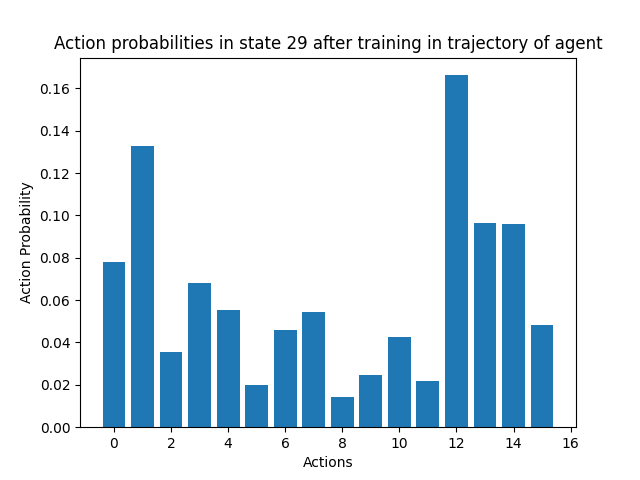 Action probabilities in state 29 after training in trajectory of agent
0.16
0.14
0.12
0.10
0.08
0.06
0.04
0.02
0.00
Action Probability
0 2 4 6 8 10 12 14 16
Actions